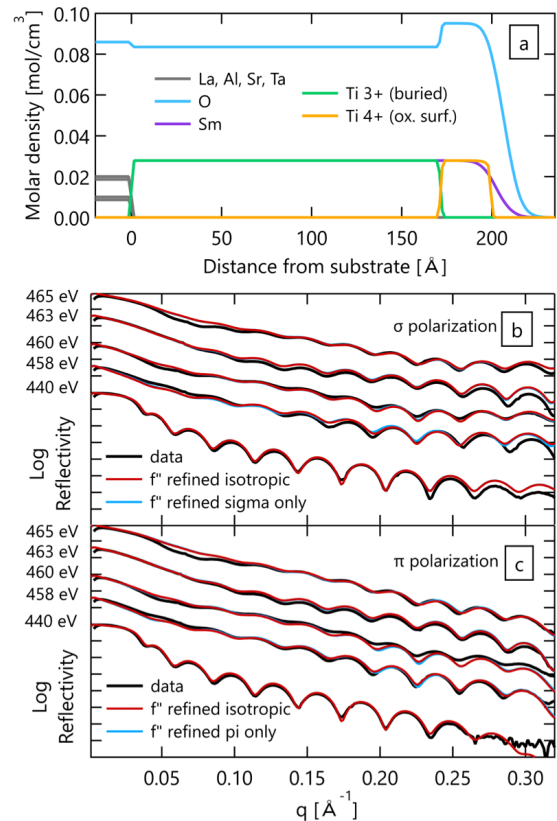 0.10
0.08
0.06
0.04
0.02
0.00
Molar density [mol/cm³]
a
La, Al, Sr, Ta
O
Sm
Ti 3+ (buried)
Ti 4+ (ox. surf.)
0
50
100
150
200
Distance from substrate [Å]
465 eV
463 eV
460 eV
458 eV
440 eV
σ polarization
b
Log
Reflectivity
data
f" refined isotropic
f" refined sigma only
465 eV
463 eV
460 eV
458 eV
440 eV
π polarization
c
Log
Reflectivity
data
f" refined isotropic
f" refined pi only
0.05
0.10
0.15
0.20
0.25
0.30
q [Å⁻¹]